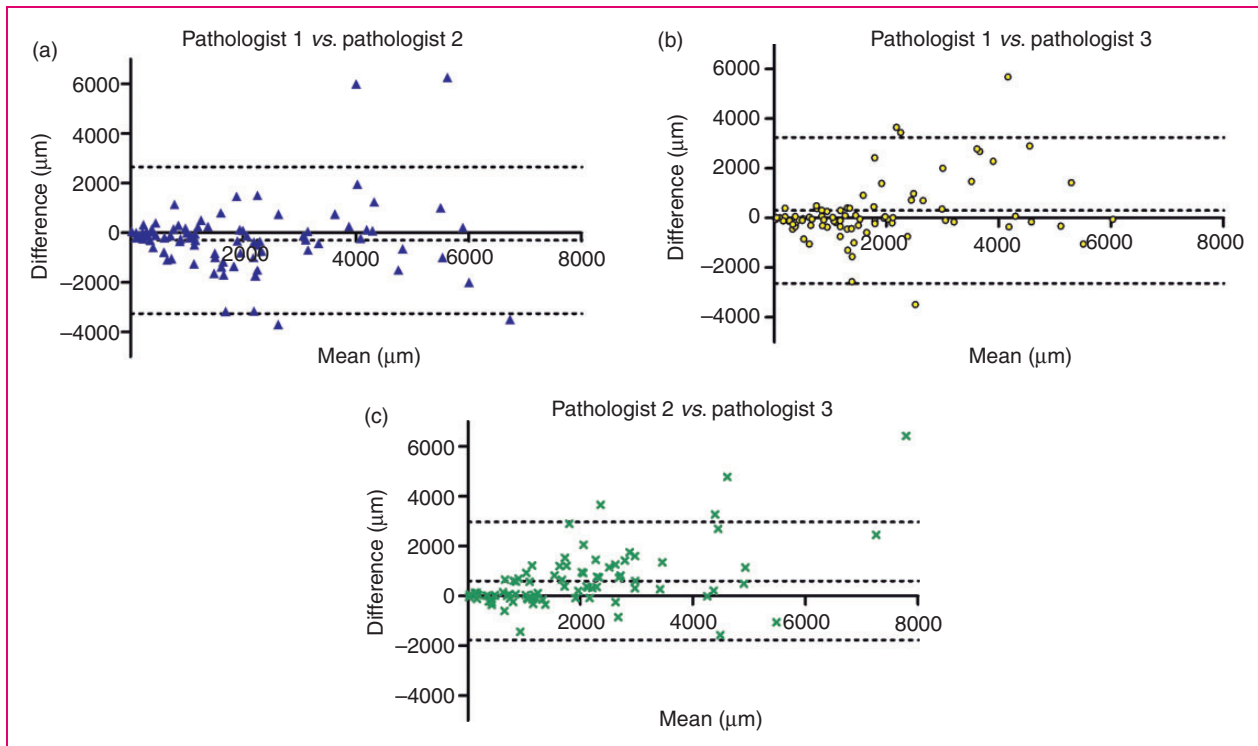 (a)
Pathologist 1 vs. pathologist 2
6000
4000
2000
0
–2000
–4000
2000
4000
6000
8000
Difference (µm)
Mean (µm)
(b)
Pathologist 1 vs. pathologist 3
6000
4000
2000
0
–2000
–4000
2000
4000
6000
8000
Difference (µm)
Mean (µm)
(c)
Pathologist 2 vs. pathologist 3
6000
4000
2000
0
–2000
–4000
2000
4000
6000
8000
Difference (µm)
Mean (µm)